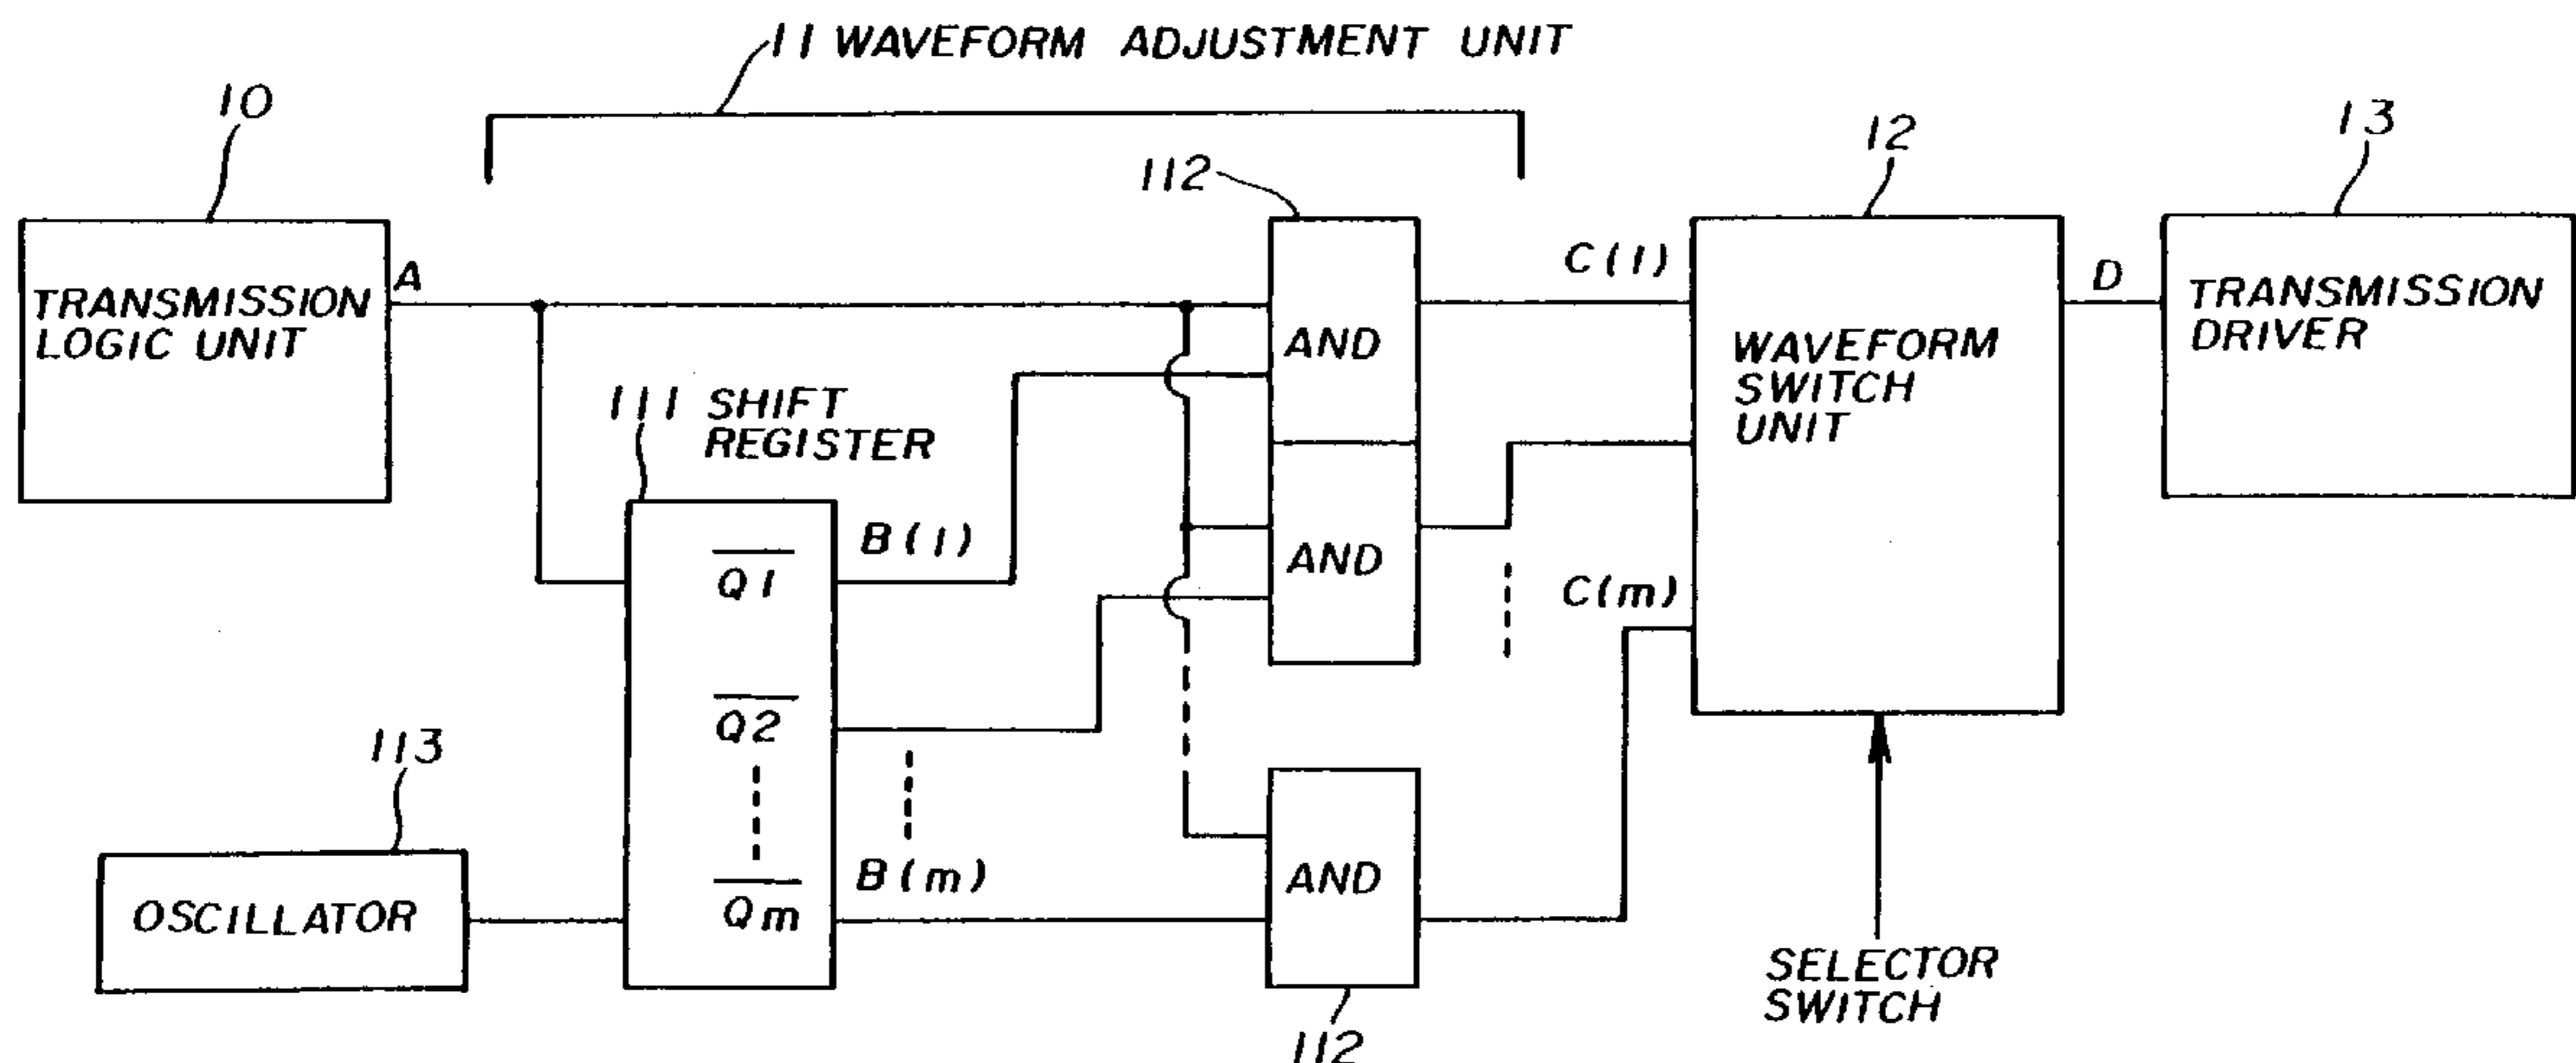 11 WAVEFORM ADJUSTMENT UNIT
10
112
12
13
TRANSMISSION
LOGIC UNIT
A
AND
C(1)
WAVEFORM
SWITCH
UNIT
D
TRANSMISSION
DRIVER
111 SHIFT
REGISTER
Q1
B(1)
AND
C(m)
Q2
113
OSCILLATOR
Qm
B(m)
AND
112
SELECTOR
SWITCH